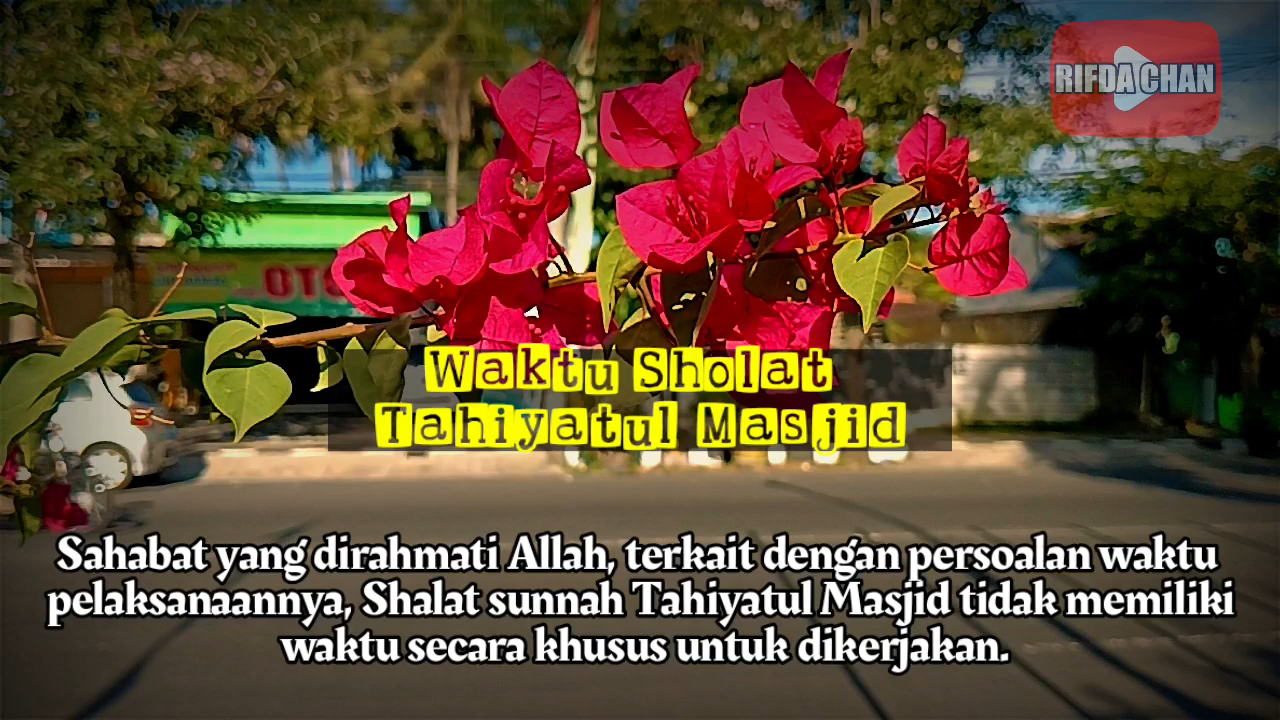 RIFDA CHAN
Waktu Sholat
Tahiyatul Masjid
Sahabat yang dirahmati Allah, terkait dengan persoalan waktu
pelaksanaannya, Shalat sunnah Tahiyatul Masjid tidak memiliki
waktu secara khusus untuk dikerjakan.